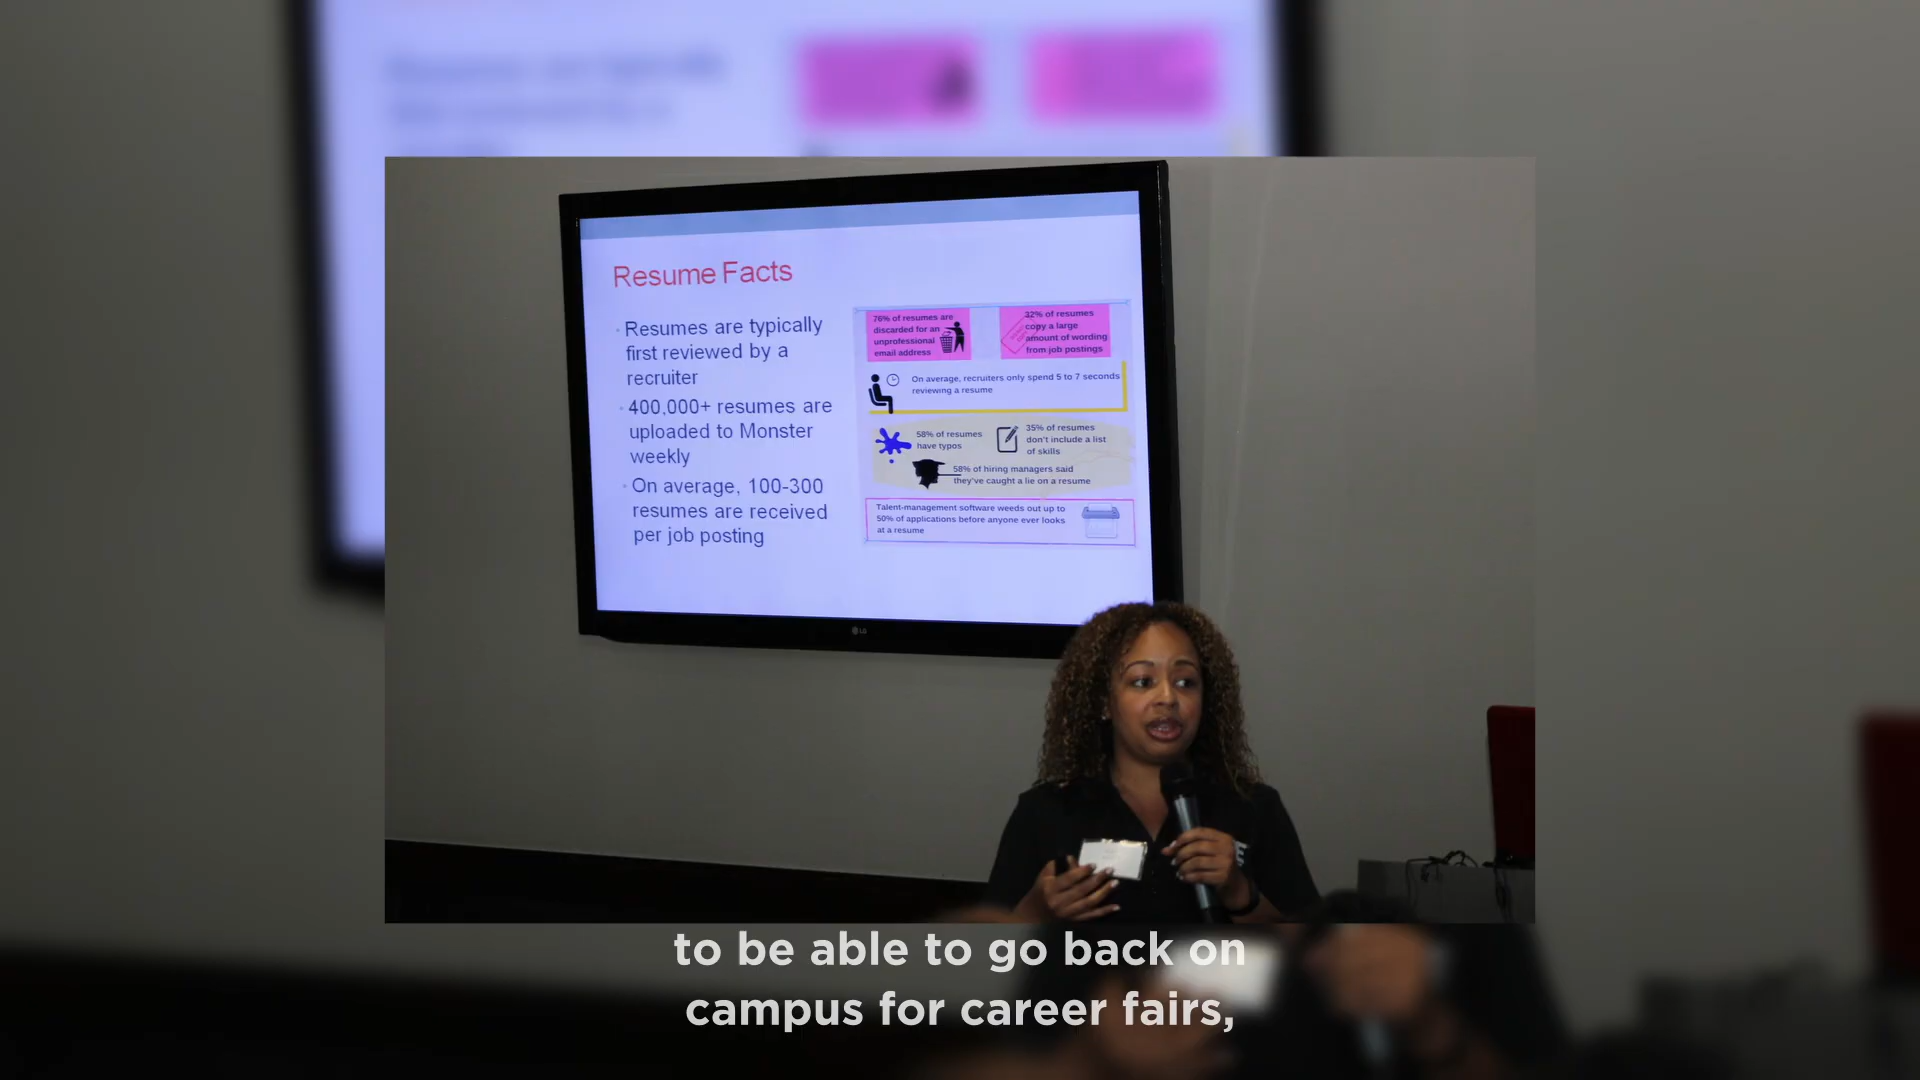 Resume Facts
Resumes are typically
first reviewed by a
recruiter
400,000+ resumes are
uploaded to Monster
weekly
On average, 100-300
resumes are received
per job posting
76% of resumes are
discarded for an
unprofessional
email address
32% of resumes
copy a large
amount of wording
from job postings
On average, recruiters only spend 5 to 7 seconds
reviewing a resume
58% of resumes
have typos
35% of resumes
don't include a list
of skills
58% of hiring managers said
they've caught a lie on a resume
Talent-management software weeds out up to
50% of applications before anyone ever looks
at a resume
LG
to be able to go back on
campus for career fairs,